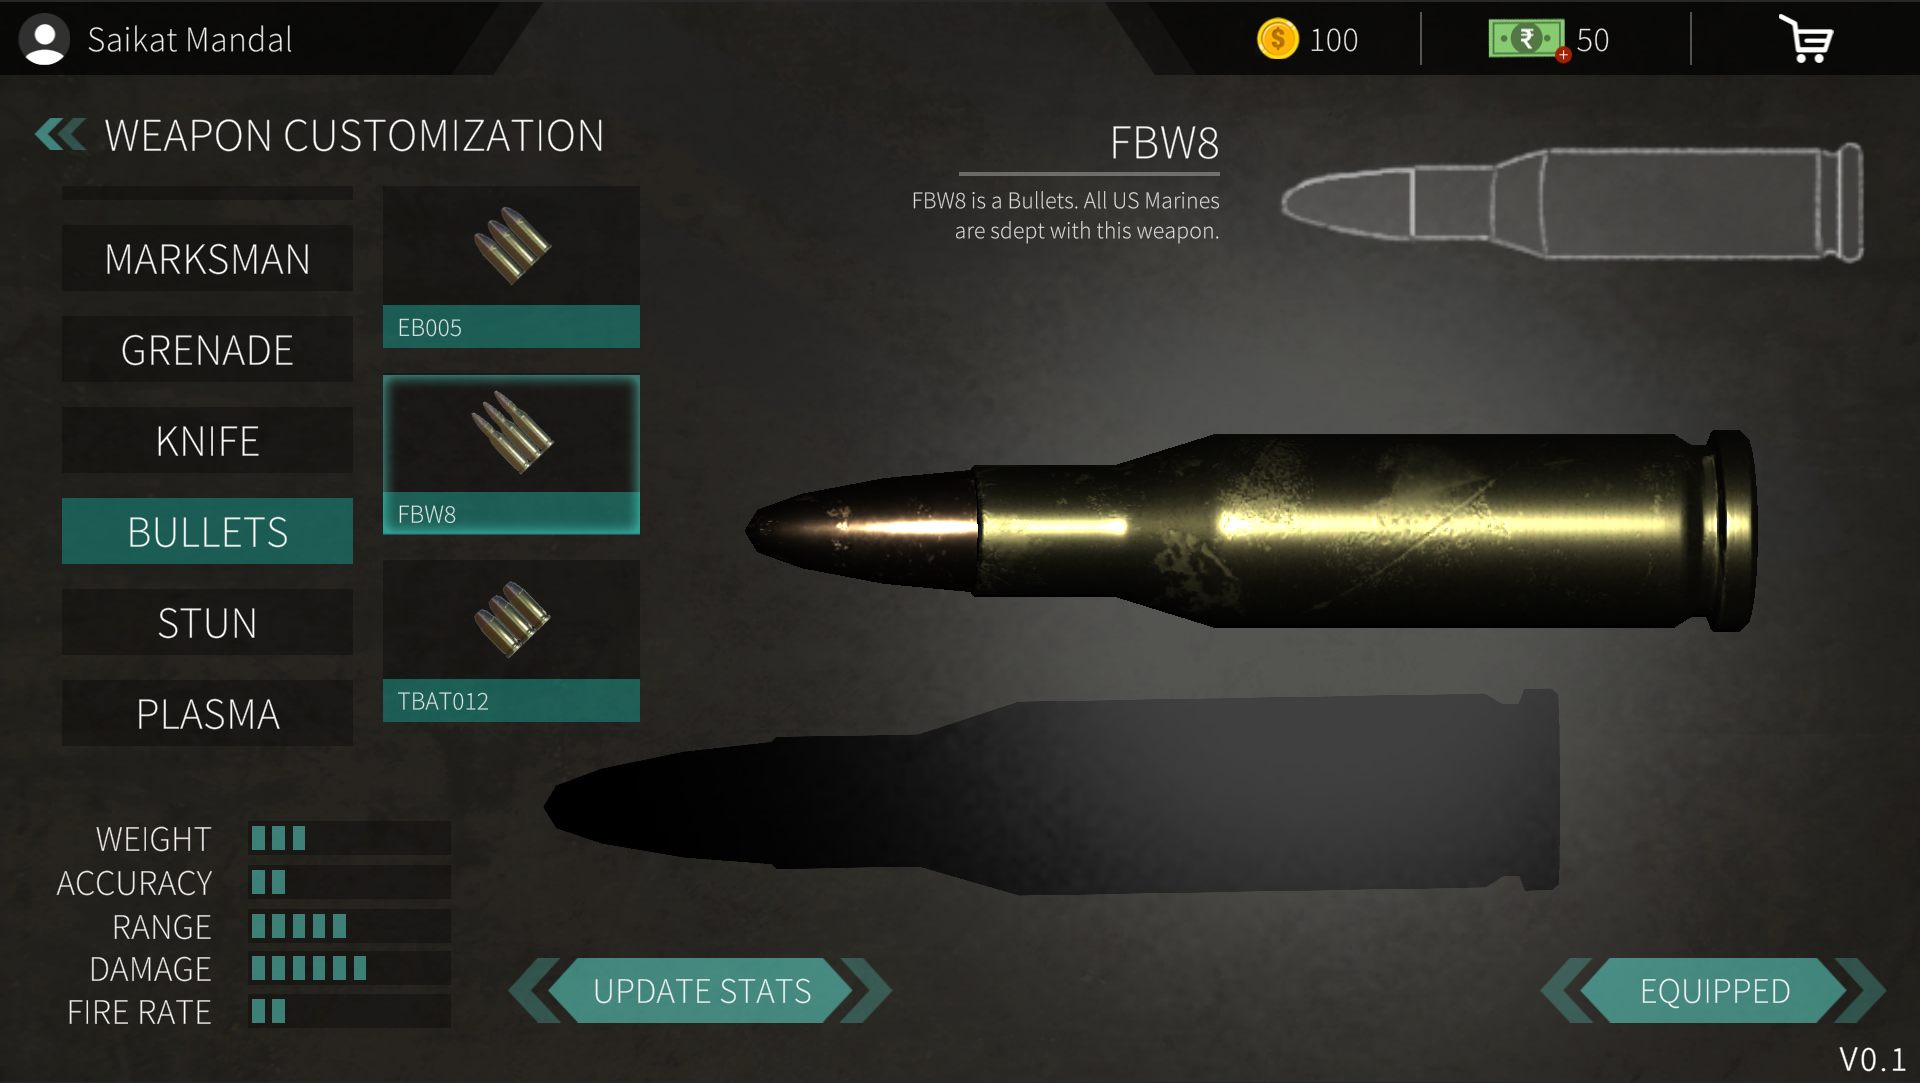 Saikat Mandal
100
50
WEAPON CUSTOMIZATION
MARKSMAN
GRENADE
KNIFE
BULLETS
STUN
PLASMA
EB005
FBW8
TBAT012
FBW8
FBW8 is a Bullets. All US Marines
are sdept with this weapon.
WEIGHT
ACCURACY
RANGE
DAMAGE
FIRE RATE
UPDATE STATS
EQUIPPED
V0.1